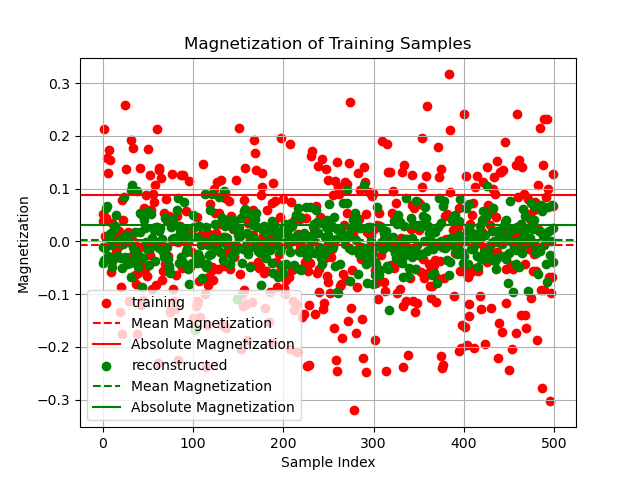 Magnetization of Training Samples
Magnetization
0.3
0.2
0.1
0.0
−0.1
−0.2
−0.3
training
Mean Magnetization
Absolute Magnetization
reconstructed
Mean Magnetization
Absolute Magnetization
0
100
200
300
400
500
Sample Index